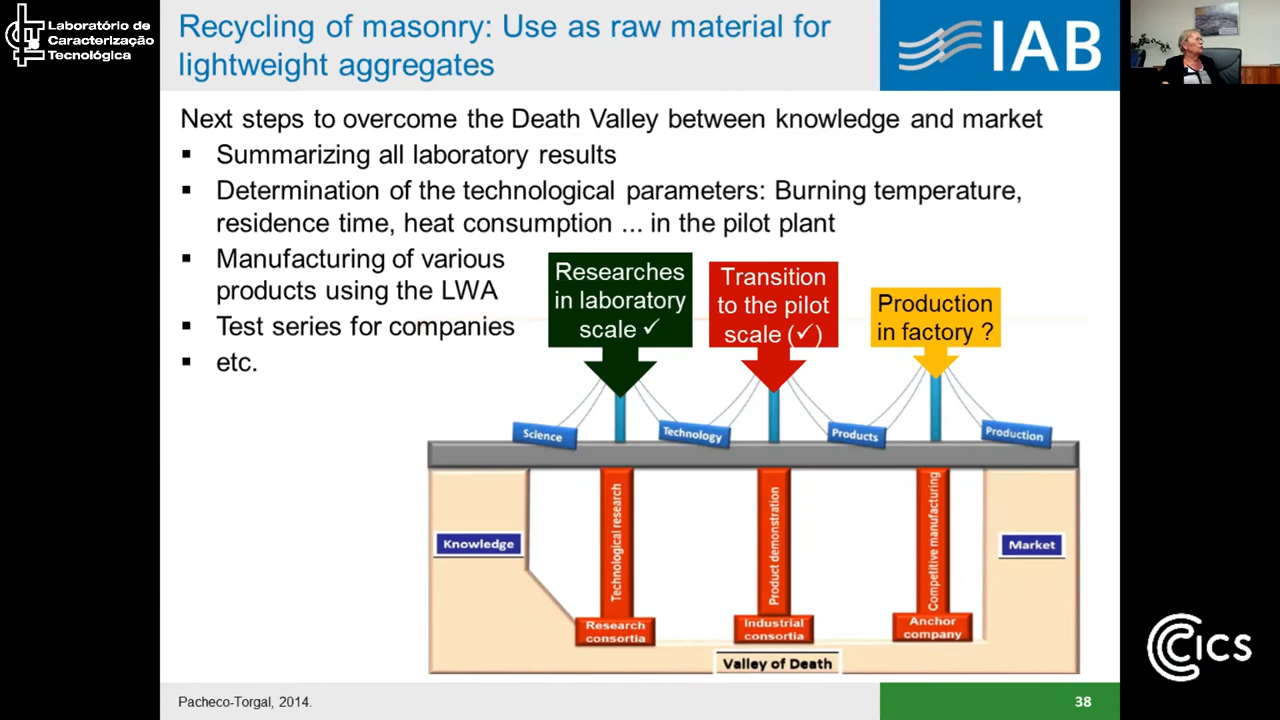 Laboratório de
Caracterização
Tecnológica
Recycling of masonry: Use as raw material for
lightweight aggregates
IAB
Next steps to overcome the Death Valley between knowledge and market
▪ Summarizing all laboratory results
▪ Determination of the technological parameters: Burning temperature,
residence time, heat consumption ... in the pilot plant
▪ Manufacturing of various
products using the LWA
▪ Test series for companies
▪ etc.
Researches
in laboratory
scale ✓
Transition
to the pilot
scale (✓)
Production
in factory ?
Science
Technology
Products
Production
Knowledge
Technological research
Product demonstration
Competitive manufacturing
Market
Research
consortia
Industrial
consortia
Anchor
company
Valley of Death
Pacheco-Torgal, 2014.
38
CICS